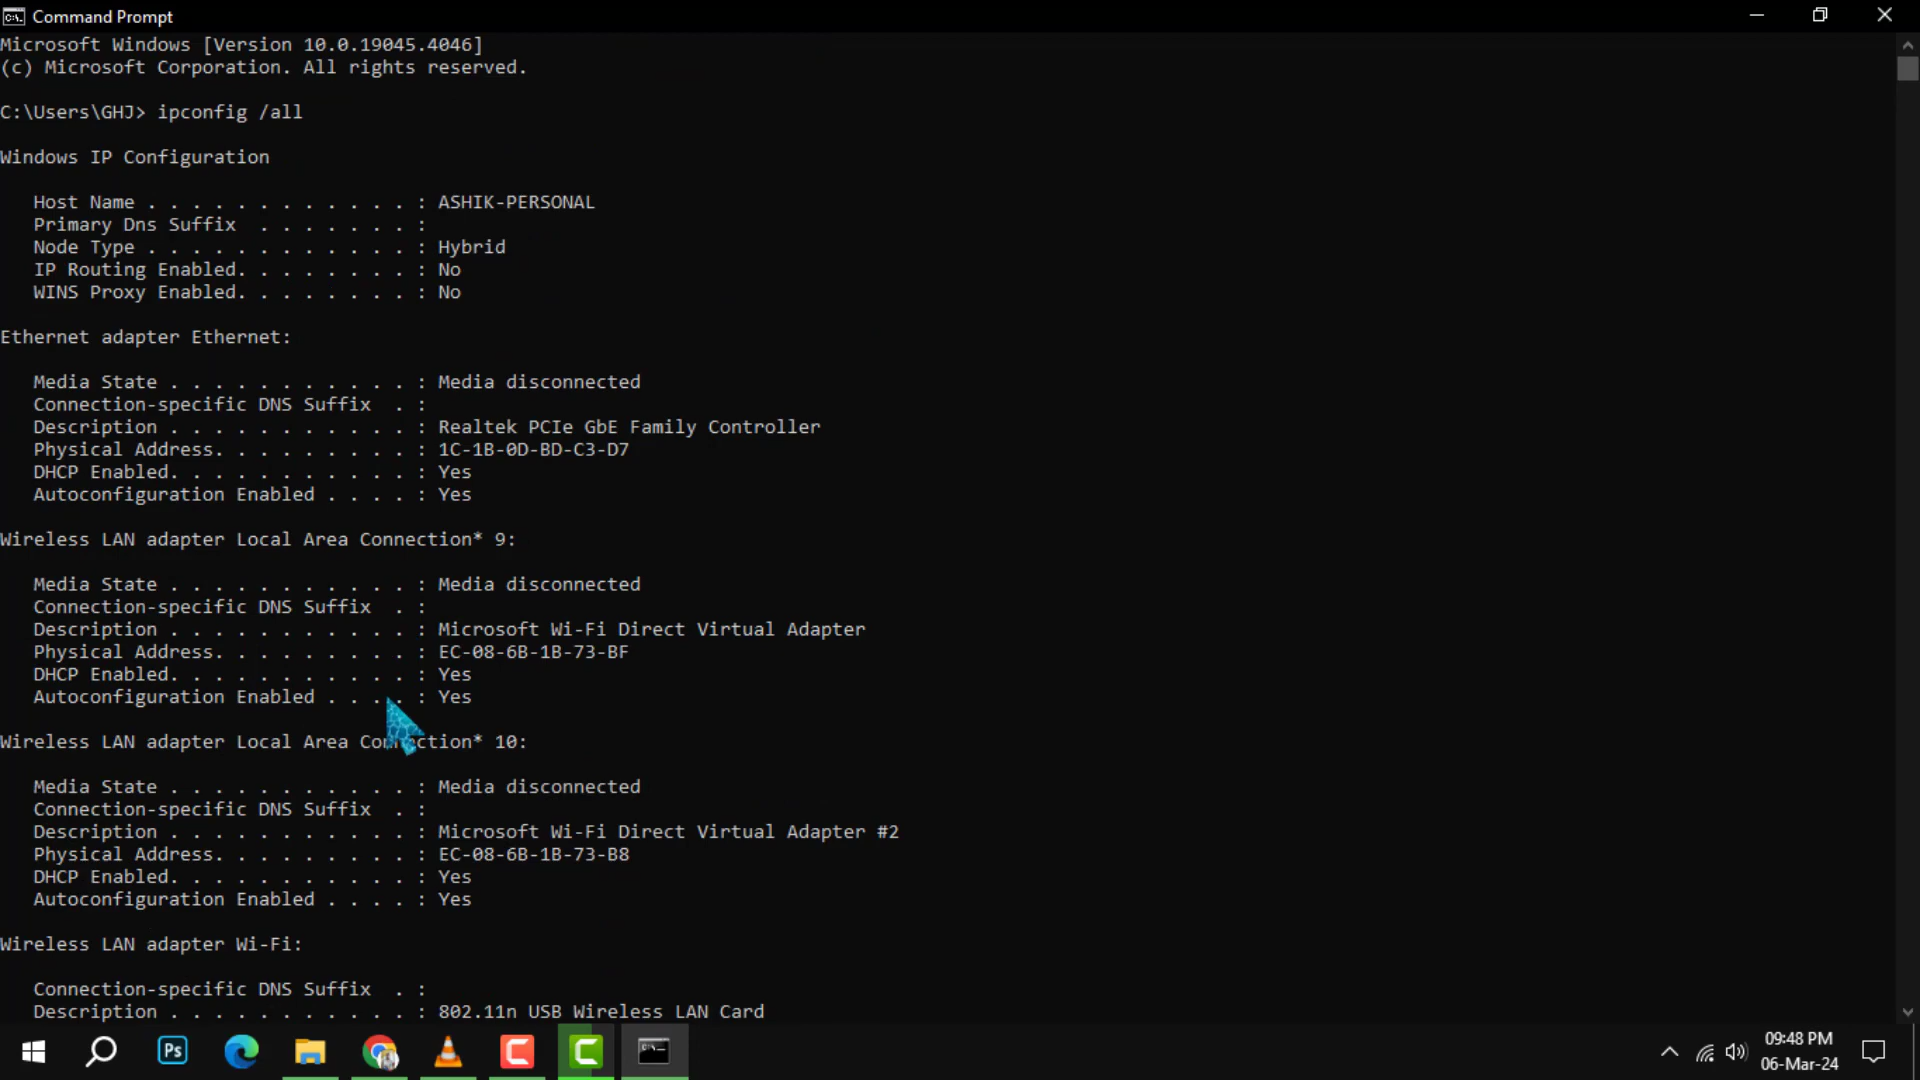 Command Prompt
Microsoft Windows [Version 10.0.19045.4046]
(c) Microsoft Corporation. All rights reserved.
C:\Users\GHJ> ipconfig /all
Windows IP Configuration
Host Name . . . . . . . . . . . . : ASHIK-PERSONAL
Primary Dns Suffix  . . . . . . . :
Node Type . . . . . . . . . . . . : Hybrid
IP Routing Enabled. . . . . . . . : No
WINS Proxy Enabled. . . . . . . . : No
Ethernet adapter Ethernet:
Media State . . . . . . . . . . . : Media disconnected
Connection-specific DNS Suffix  . :
Description . . . . . . . . . . . : Realtek PCIe GbE Family Controller
Physical Address. . . . . . . . . : 1C-1B-0D-BD-C3-D7
DHCP Enabled. . . . . . . . . . . : Yes
Autoconfiguration Enabled . . . . : Yes
Wireless LAN adapter Local Area Connection* 9:
Media State . . . . . . . . . . . : Media disconnected
Connection-specific DNS Suffix  . :
Description . . . . . . . . . . . : Microsoft Wi-Fi Direct Virtual Adapter
Physical Address. . . . . . . . . : EC-08-6B-1B-73-BF
DHCP Enabled. . . . . . . . . . . : Yes
Autoconfiguration Enabled . . . . : Yes
Wireless LAN adapter Local Area Connection* 10:
Media State . . . . . . . . . . . : Media disconnected
Connection-specific DNS Suffix  . :
Description . . . . . . . . . . . : Microsoft Wi-Fi Direct Virtual Adapter #2
Physical Address. . . . . . . . . : EC-08-6B-1B-73-B8
DHCP Enabled. . . . . . . . . . . : Yes
Autoconfiguration Enabled . . . . : Yes
Wireless LAN adapter Wi-Fi:
Connection-specific DNS Suffix  . :
Description . . . . . . . . . . . : 802.11n USB Wireless LAN Card
Ps
09:48 PM
06-Mar-24